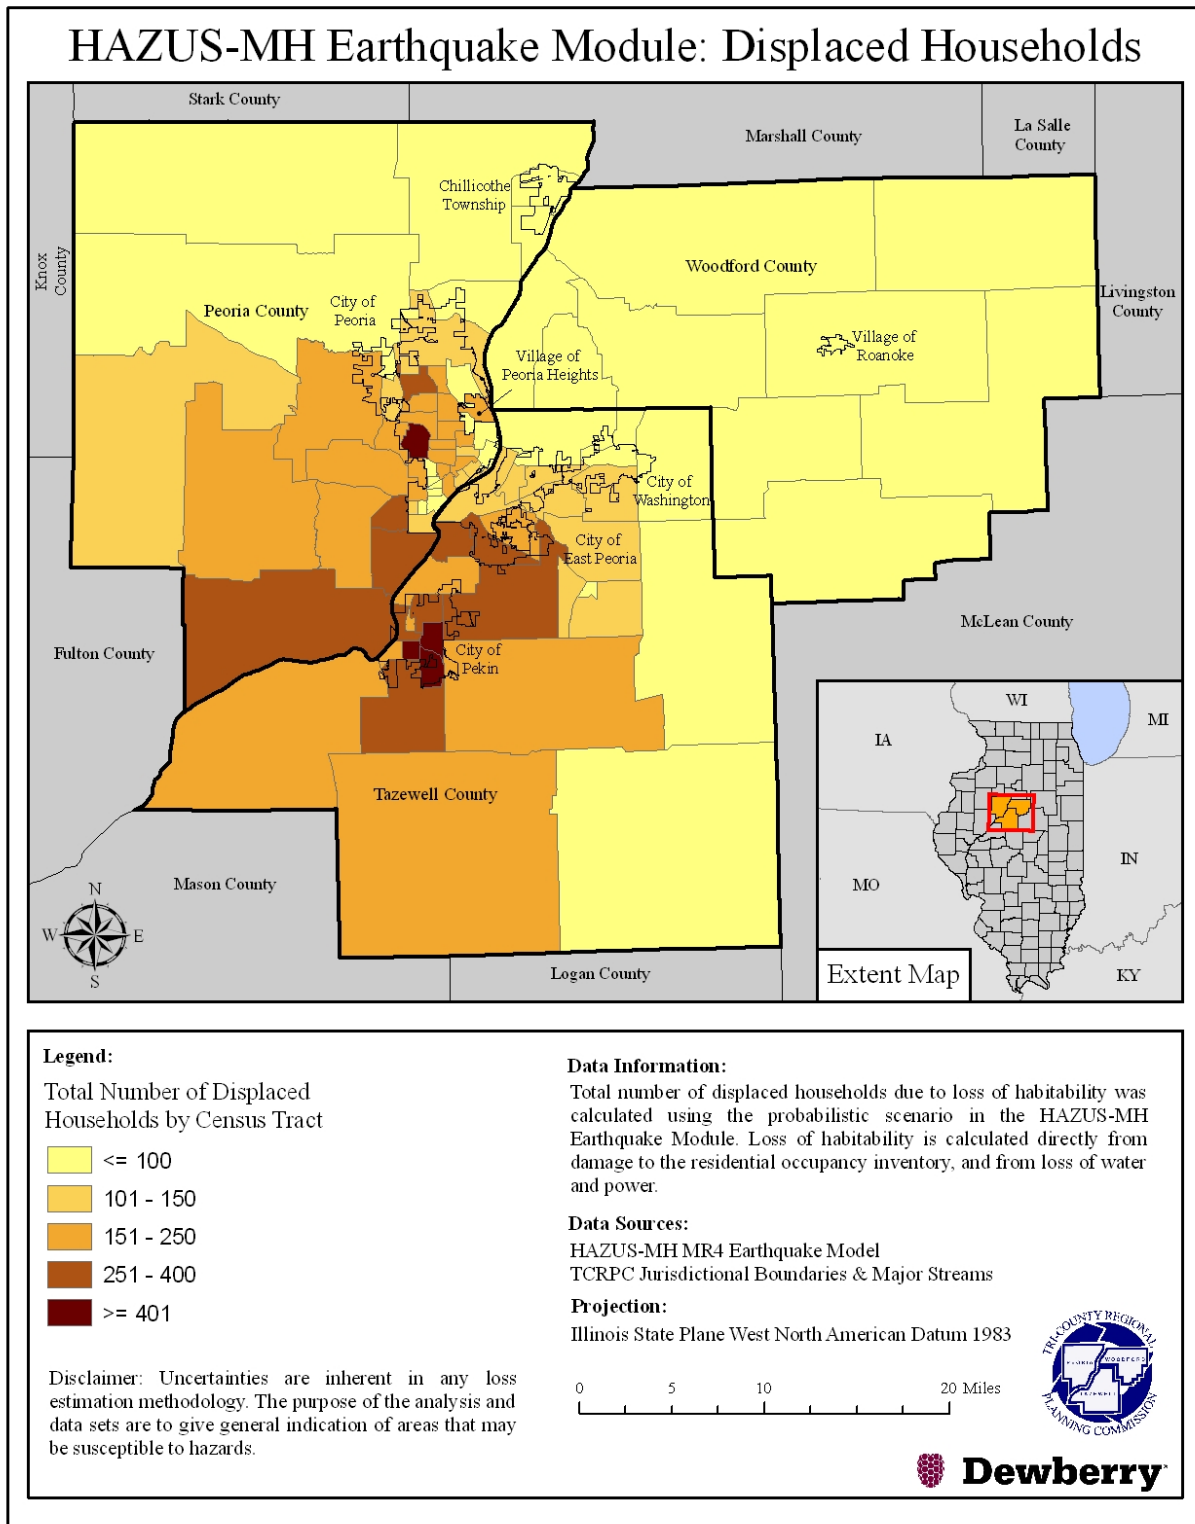 HAZUS-MH Earthquake Module: Displaced Households
Stark County
Marshall County
La Salle
County
Knox
County
Chillicothe
Township
Woodford County
Livingston
County
Peoria County
City of
Peoria
Village of
Roanoke
Village of
Peoria Heights
City of
Washington
City of
East Peoria
McLean County
Fulton County
City of
Pekin
Tazewell County
Mason County
Logan County
N
W
E
S
WI
MI
IA
IN
MO
KY
Extent Map
Legend:
Total Number of Displaced
Households by Census Tract
<= 100
101 - 150
151 - 250
251 - 400
>= 401
Disclaimer: Uncertainties are inherent in any loss
estimation methodology. The purpose of the analysis and
data sets are to give general indication of areas that may
be susceptible to hazards.
Data Information:
Total number of displaced households due to loss of habitability was
calculated using the probabilistic scenario in the HAZUS-MH
Earthquake Module. Loss of habitability is calculated directly from
damage to the residential occupancy inventory, and from loss of water
and power.
Data Sources:
HAZUS-MH MR4 Earthquake Model
TCRPC Jurisdictional Boundaries & Major Streams
Projection:
Illinois State Plane West North American Datum 1983
0 5 10 20 Miles
TRI-COUNTY REGIONAL
PEORIA WOODFORD
TAZEWELL
PLANNING COMMISSION
Dewberry